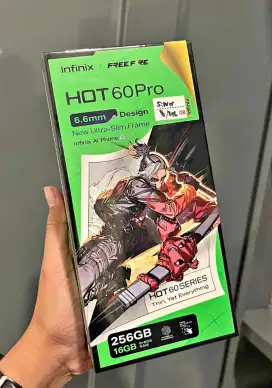 Infinix | FREE FIRE
HOT 60 Pro
6.6mm Design
New Ultra-Slim Frame
Infinix AI Phone
Silver
HOT 60 SERIES
Thin, Yet Everything
256GB
16GB